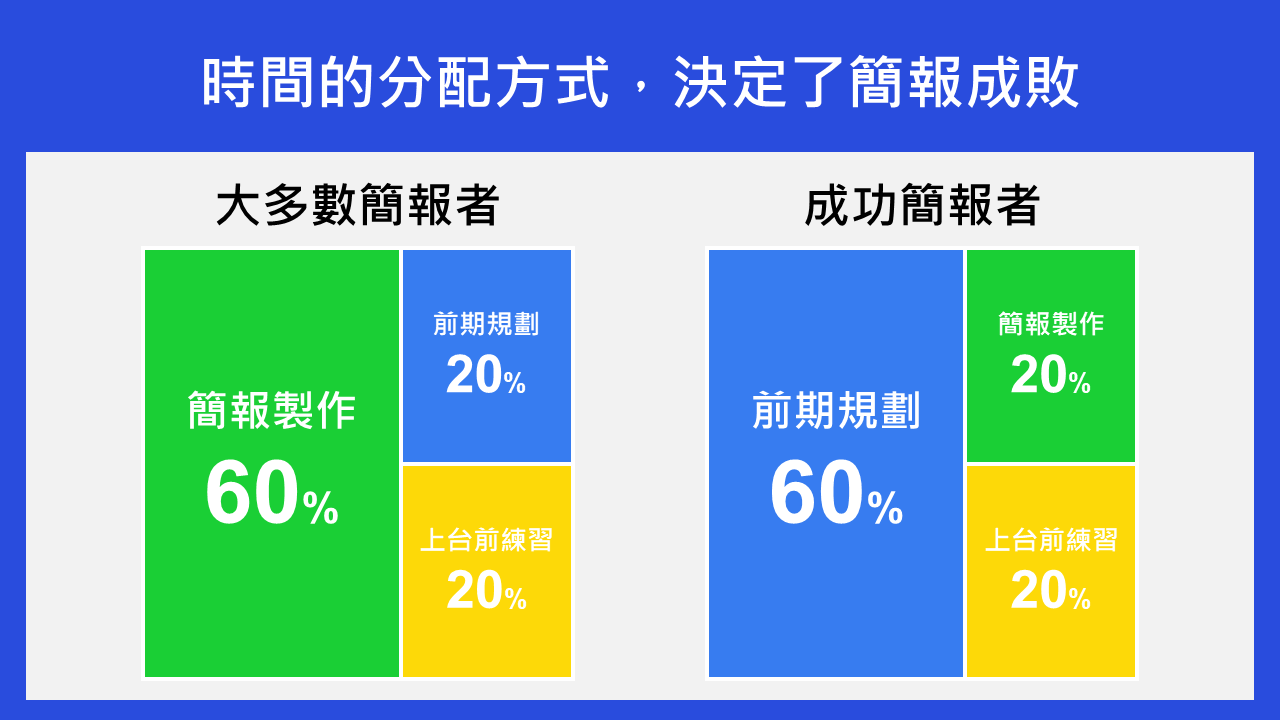 時間的分配方式，決定了簡報成敗
大多數簡報者
簡報製作
60%
前期規劃
20%
上台前練習
20%
成功簡報者
前期規劃
60%
簡報製作
20%
上台前練習
20%